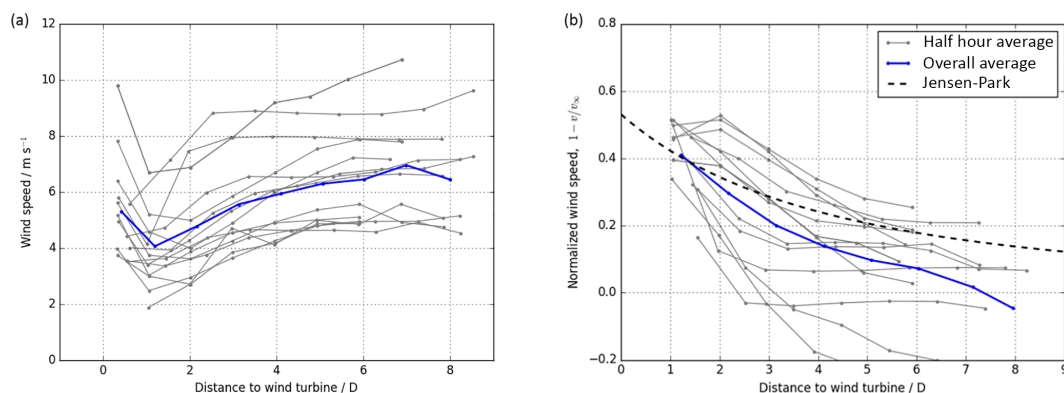 (a)
12
10
8
6
4
2
0
Wind speed / m s⁻¹
0 2 4 6 8
Distance to wind turbine / D
(b)
0.8
0.6
0.4
0.2
0.0
−0.2
Normalized wind speed, 1 − v/v∞
Half hour average
Overall average
Jensen-Park
0 1 2 3 4 5 6 7 8 9
Distance to wind turbine / D